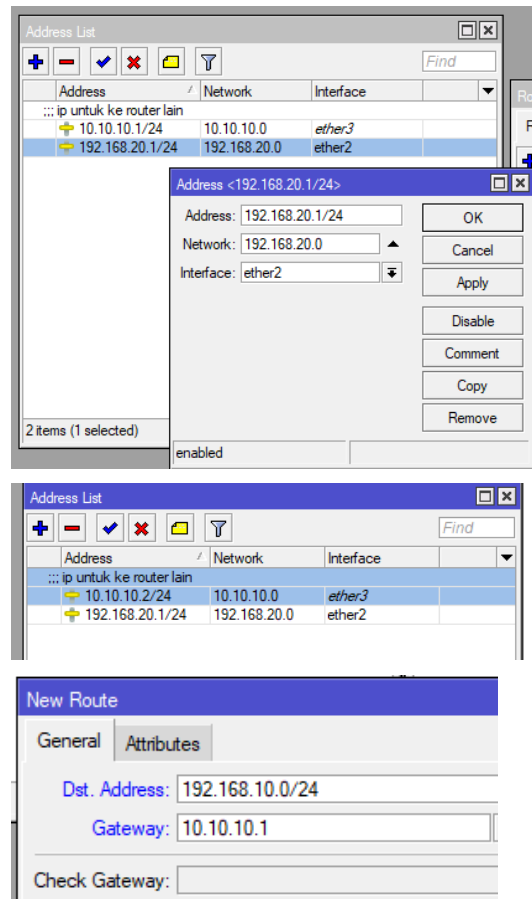 Address List
Find
Address / Network Interface
;;; ip untuk ke router lain
10.10.10.1/24 10.10.10.0 ether3
192.168.20.1/24 192.168.20.0 ether2
Address <192.168.20.1/24>
Address: 192.168.20.1/24 OK
Network: 192.168.20.0 Cancel
Interface: ether2
Apply
Disable
Comment
Copy
Remove
2 items (1 selected)
enabled
Address List
Find
Address / Network Interface
;;; ip untuk ke router lain
10.10.10.2/24 10.10.10.0 ether3
192.168.20.1/24 192.168.20.0 ether2
New Route
General Attributes
Dst. Address: 192.168.10.0/24
Gateway: 10.10.10.1
Check Gateway: